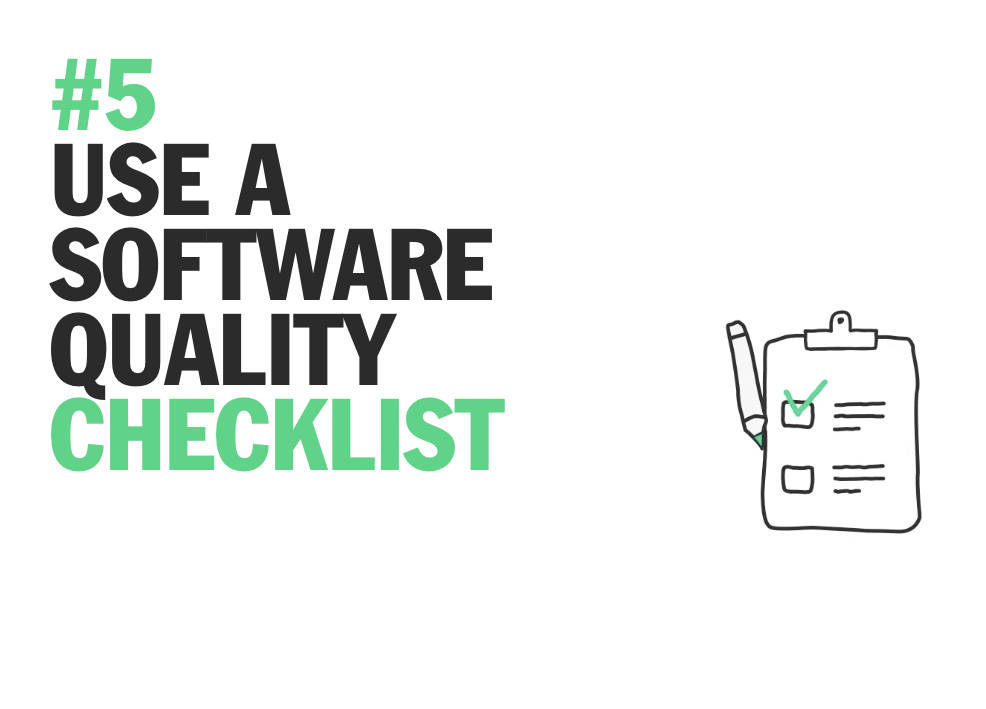 #5
USE A
SOFTWARE
QUALITY
CHECKLIST